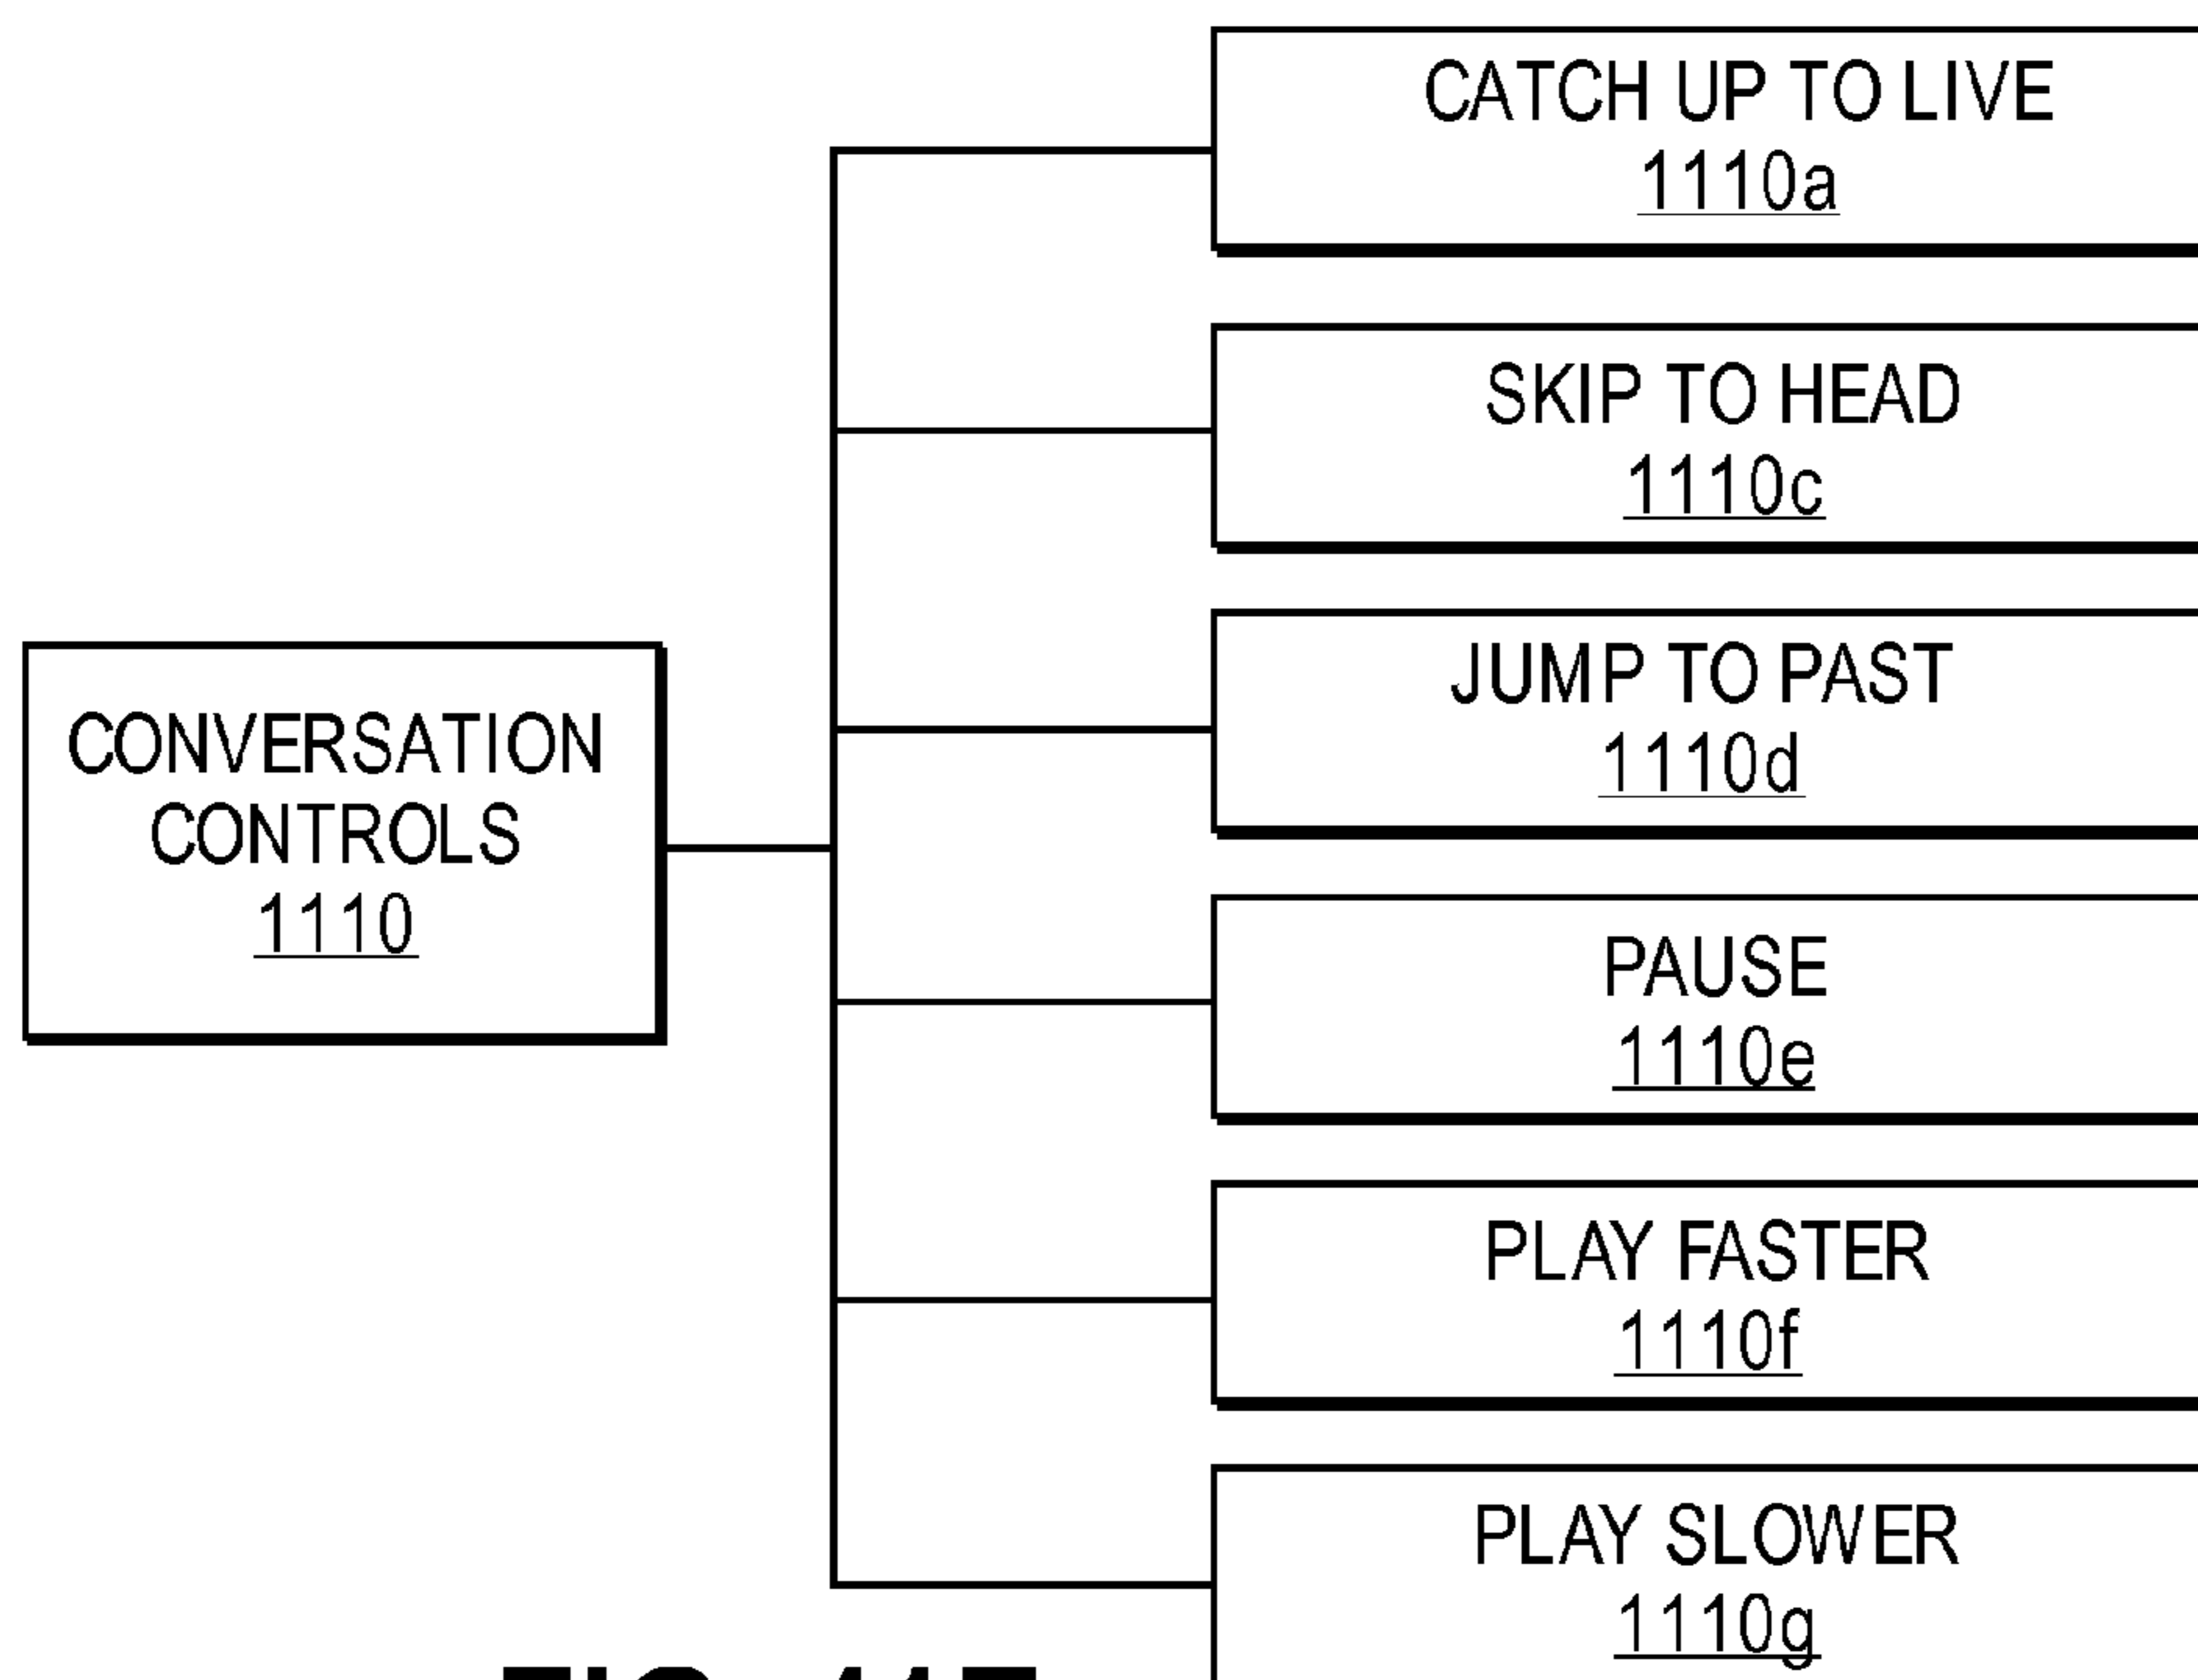 CATCH UP TO LIVE
1110a
SKIP TO HEAD
1110c
JUMP TO PAST
1110d
CONVERSATION
CONTROLS
1110
PAUSE
1110e
PLAY FASTER
1110f
PLAY SLOWER
1110g